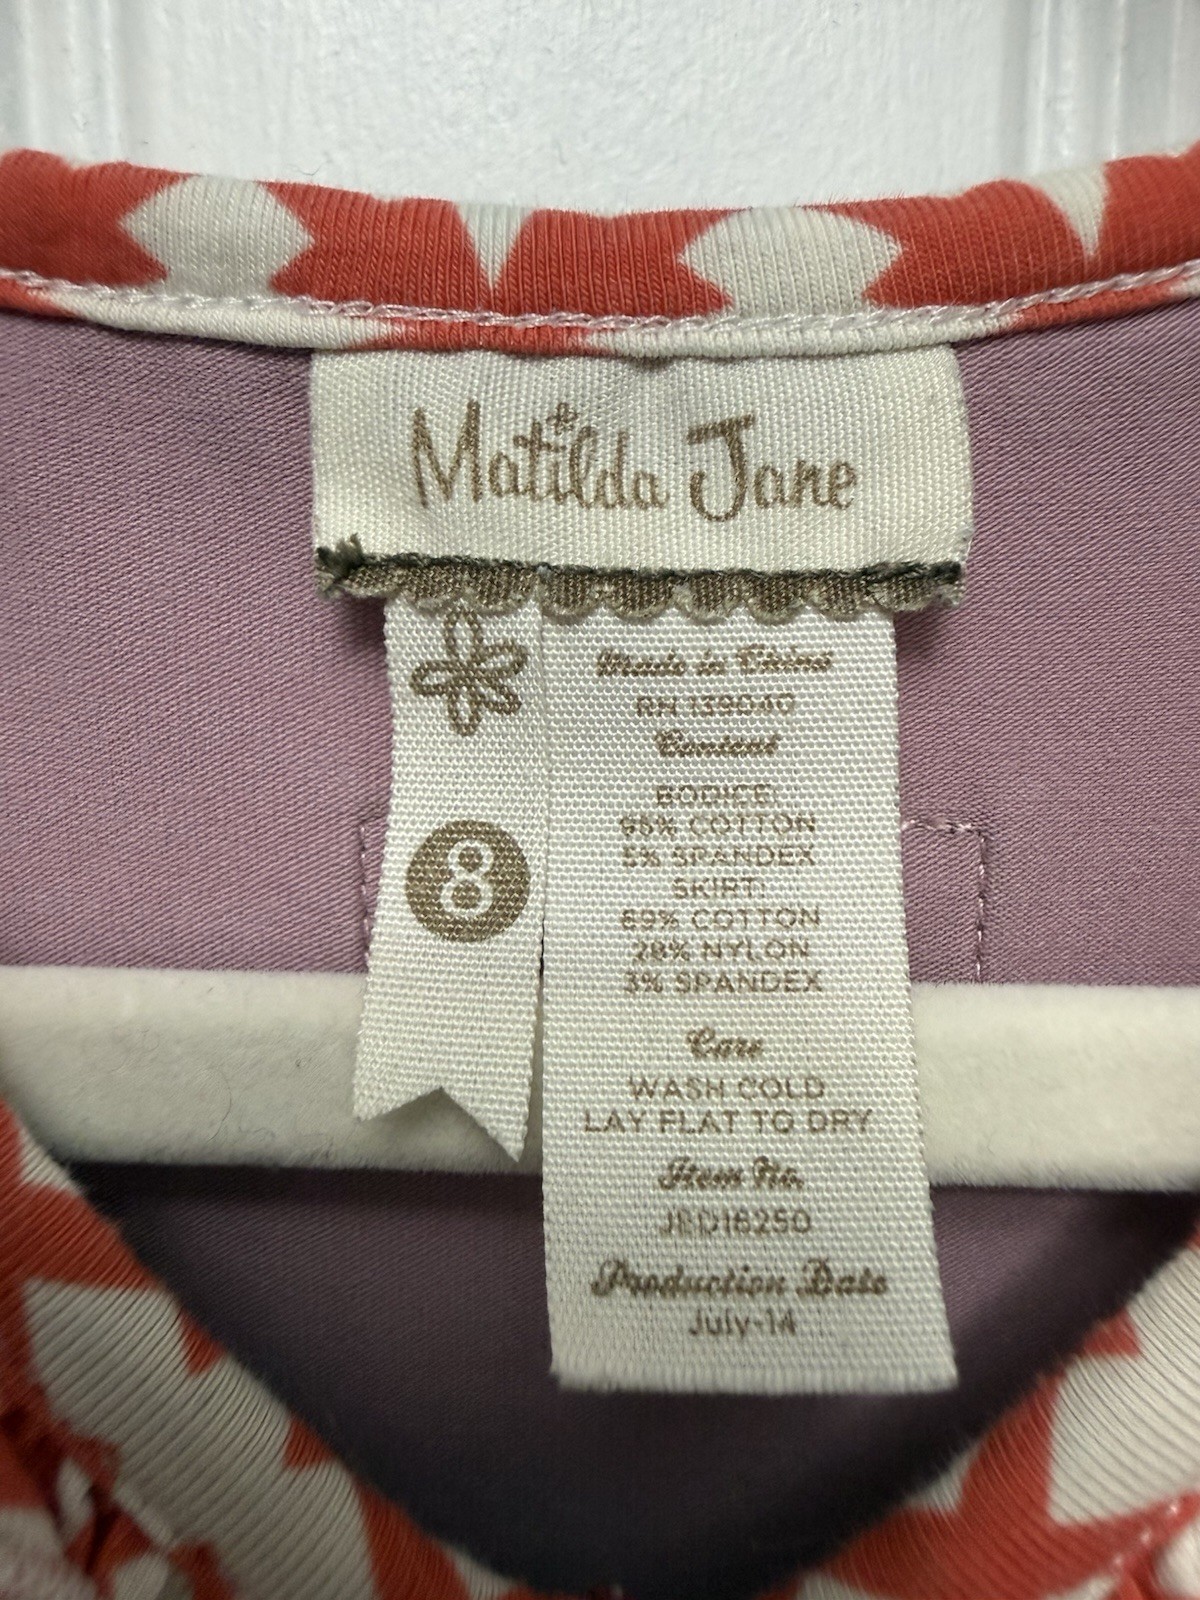 Matilda Jane
8
Made in China
RN 139040
Content
BODICE:
95% COTTON
5% SPANDEX
SKIRT:
69% COTTON
28% NYLON
3% SPANDEX
Care
WASH COLD
LAY FLAT TO DRY
Item No.
JED16250
Production Date
July-14